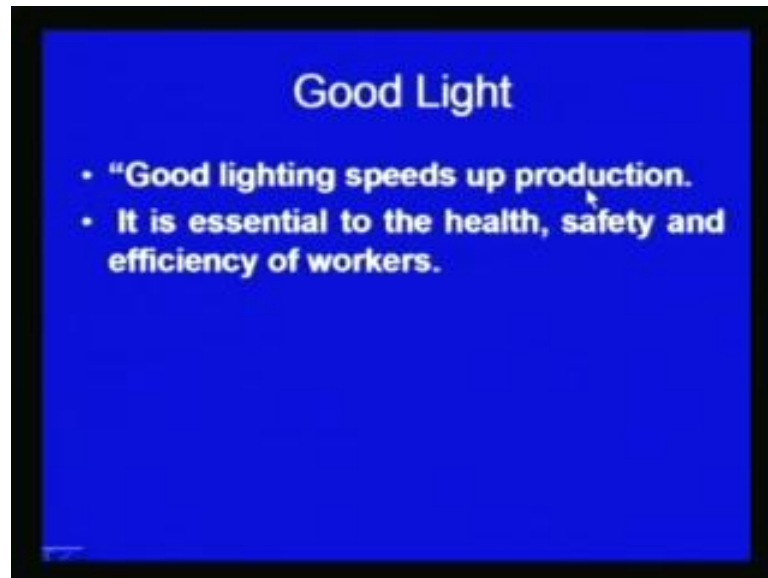 Good Light
• “Good lighting speeds up production.
• It is essential to the health, safety and
efficiency of workers.